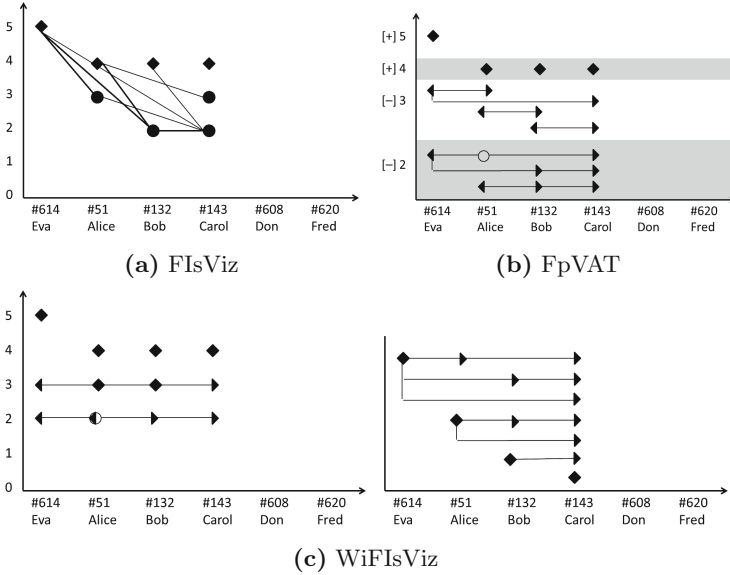 5
4
3
2
1
0
#614 #51 #132 #143 #608 #620
Eva Alice Bob Carol Don Fred
(a) FIsViz
[+] 5
[+] 4
[–] 3
[–] 2
#614 #51 #132 #143 #608 #620
Eva Alice Bob Carol Don Fred
(b) FpVAT
5
4
3
2
1
0
#614 #51 #132 #143 #608 #620
Eva Alice Bob Carol Don Fred
#614 #51 #132 #143 #608 #620
Eva Alice Bob Carol Don Fred
(c) WiFIsViz